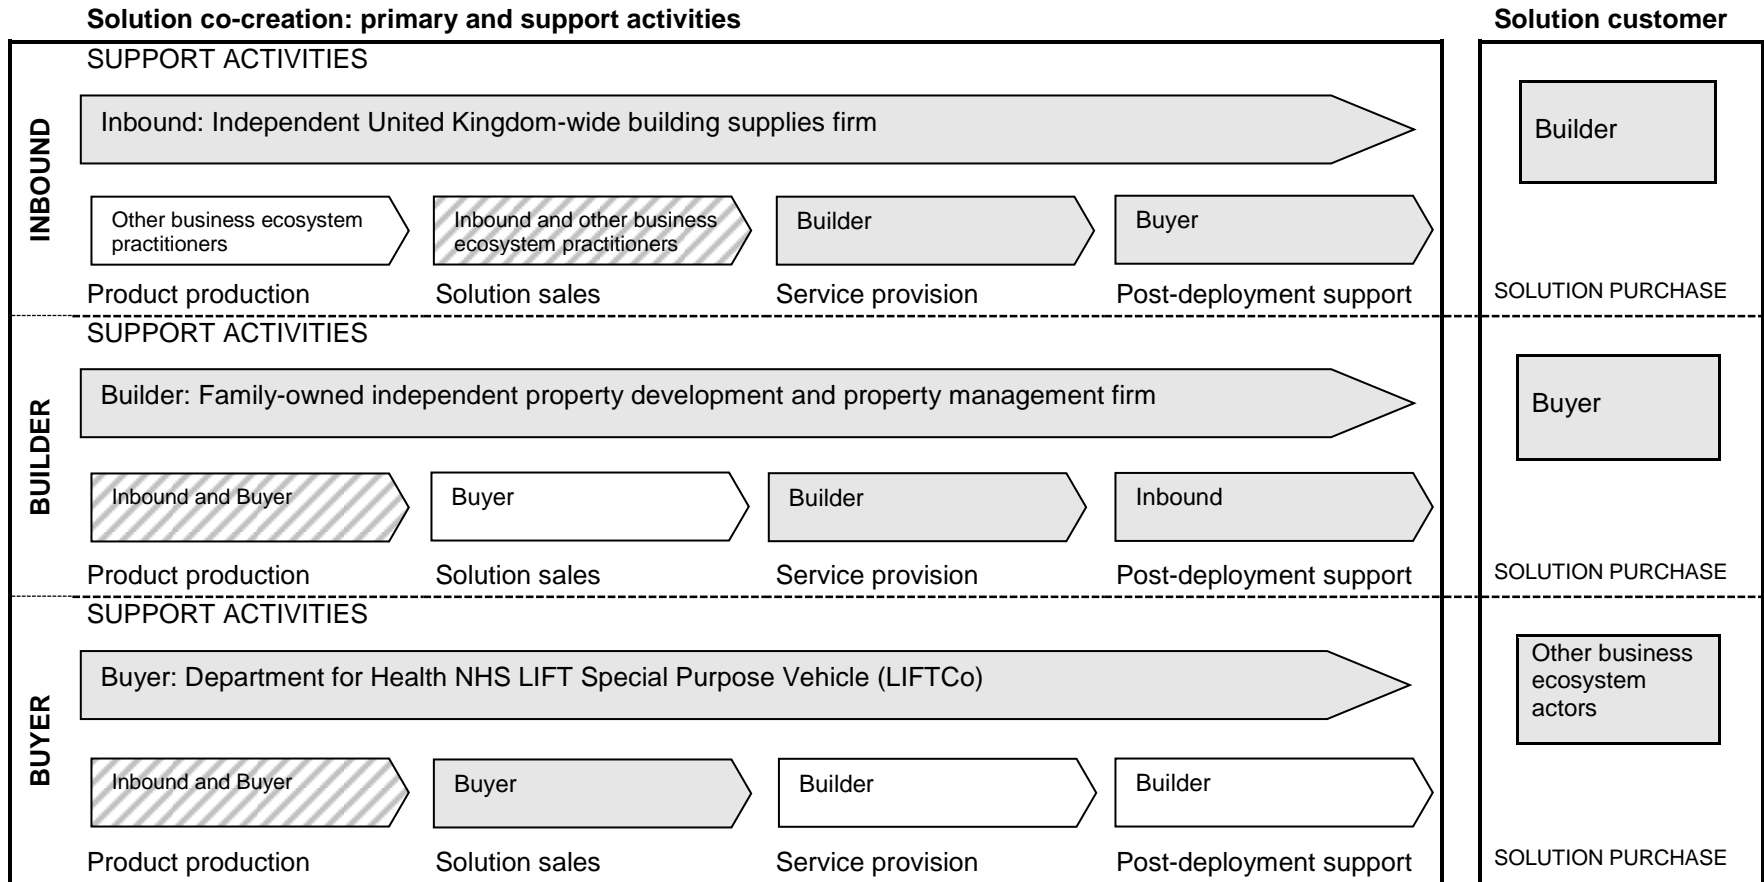 Solution co-creation: primary and support activities
Solution customer
INBOUND
SUPPORT ACTIVITIES
Inbound: Independent United Kingdom-wide building supplies firm
Builder
Other business ecosystem
practitioners
Inbound and other business
ecosystem practitioners
Builder
Buyer
Product production
Solution sales
Service provision
Post-deployment support
SOLUTION PURCHASE
BUILDER
SUPPORT ACTIVITIES
Builder: Family-owned independent property development and property management firm
Buyer
Inbound and Buyer
Buyer
Builder
Inbound
Product production
Solution sales
Service provision
Post-deployment support
SOLUTION PURCHASE
BUYER
SUPPORT ACTIVITIES
Buyer: Department for Health NHS LIFT Special Purpose Vehicle (LIFTCo)
Other business
ecosystem
actors
Inbound and Buyer
Buyer
Builder
Builder
Product production
Solution sales
Service provision
Post-deployment support
SOLUTION PURCHASE